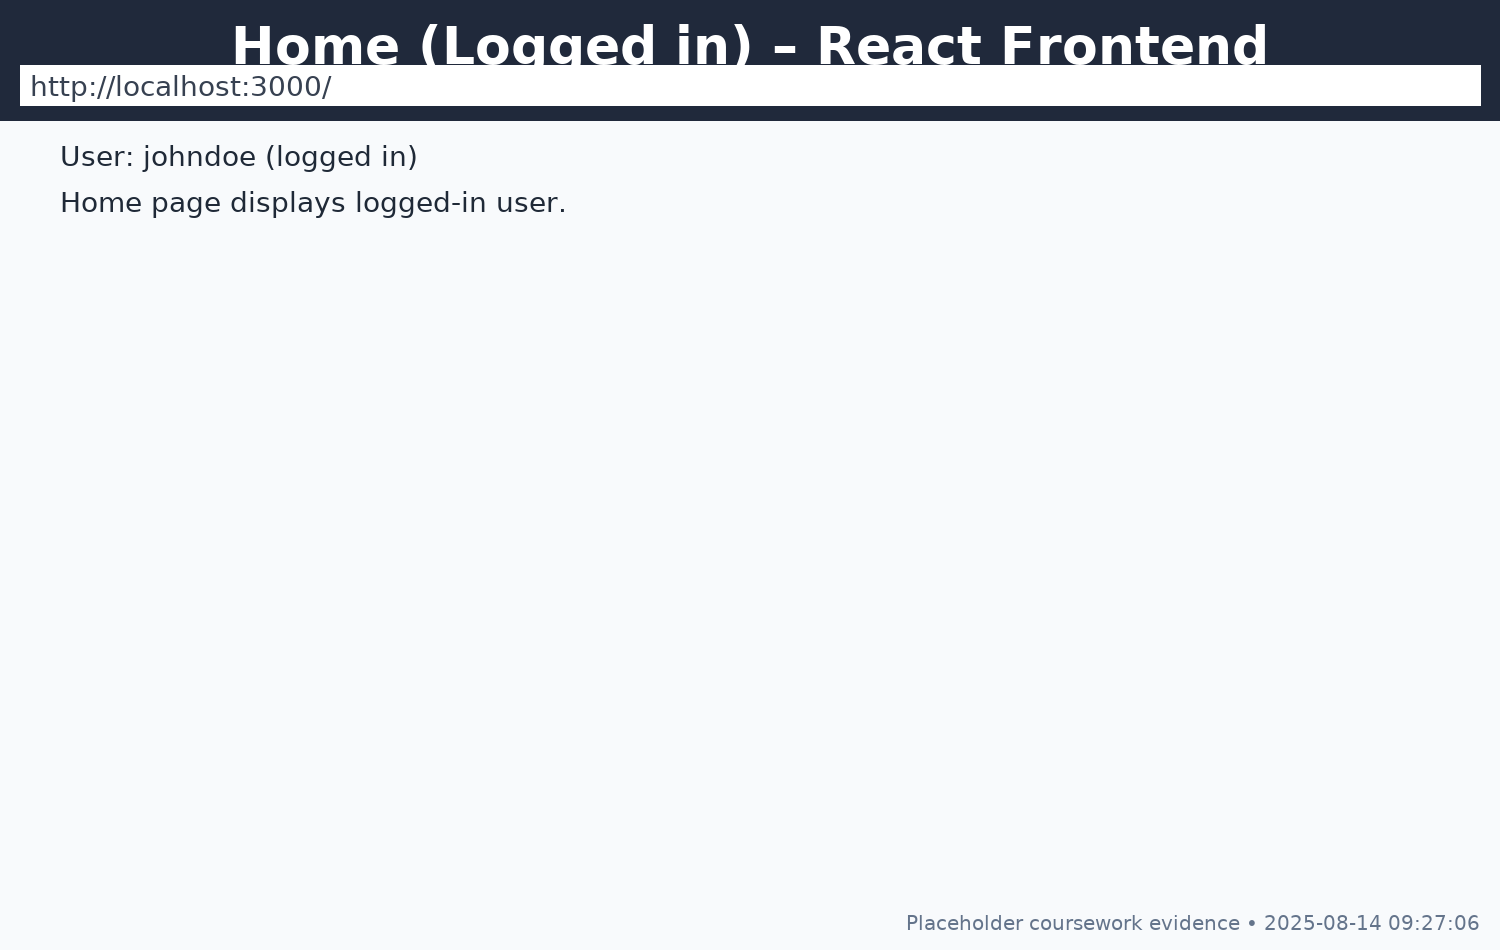 Home (Logged in) – React Frontend
http://localhost:3000/
User: johndoe (logged in)
Home page displays logged-in user.
Placeholder coursework evidence • 2025-08-14 09:27:06